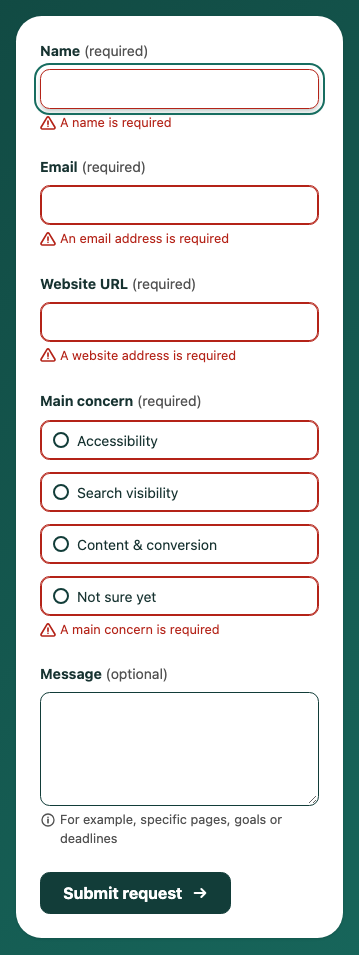 Name (required)
A name is required
Email (required)
An email address is required
Website URL (required)
A website address is required
Main concern (required)
Accessibility
Search visibility
Content & conversion
Not sure yet
A main concern is required
Message (optional)
For example, specific pages, goals or
deadlines
Submit request →